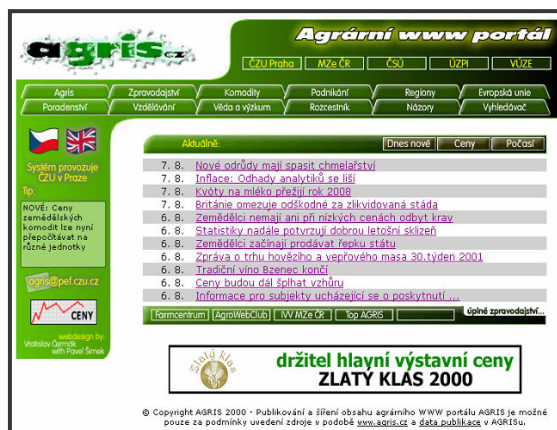 agris.cz
Agrární www portál
ČZU Praha MZe ČR ČSÚ ÚZPI VÚZE
Agris Zpravodajství Komodity Podnikání Regiony Evropská unie
Poradenství Vzdělávání Věda a výzkum Rozcestník Názory Vyhledávač
Systém provozuje
ČZU v Praze
Tip:
NOVÉ: Ceny
zemědělských
komodit lze nyní
přepočítávat na
různé jednotky
agris@pef.czu.cz
CENY
webdesign by:
Vratislav Čermák
with Pavel Šimek
Aktuálně: Dnes nové Ceny Počasí
7. 8. Nové odrůdy mají spasit chmelařství
7. 8. Inflace: Odhady analytiků se liší
7. 8. Kvóty na mléko přežijí rok 2008
7. 8. Británie omezuje odškodné za zlikvidovaná stáda
6. 8. Zemědělci nemají ani při nízkých cenách odbyt krav
6. 8. Statistiky nadále potvrzují dobrou letošní sklizeň
6. 8. Zemědělci začínají prodávat řepku státu
6. 8. Zpráva o trhu hovězího a vepřového masa 30.týden 2001
6. 8. Tradiční víno Bzenec končí
6. 8. Ceny budou dál šplhat vzhůru
6. 8. Informace pro subjekty ucházející se o poskytnutí ...
Farmcentrum AgroWebClub IVV MZe ČR Top AGRIS úplné zpravodajství...
Zlatý klas
držitel hlavní výstavní ceny
ZLATÝ KLAS 2000
© Copyright AGRIS 2000 - Publikování a šíření obsahu agrárního WWW portálu AGRIS je možné
pouze za podmínky uvedení zdroje v podobě www.agris.cz a data publikace v AGRISu.